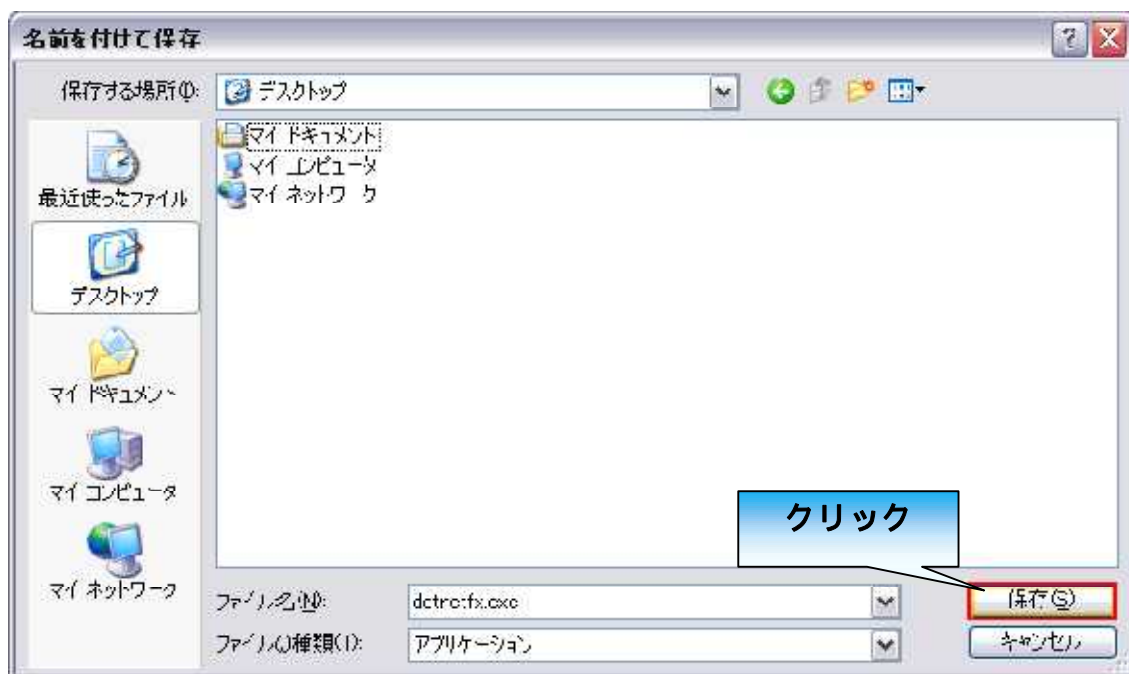 名前を付けて保存
保存する場所(I):
デスクトップ
マイ ドキュメント
マイ コンピュータ
マイ ネットワーク
最近使ったファイル
デスクトップ
マイ ドキュメント
マイ コンピュータ
マイ ネットワーク
クリック
ファイル名(N):
保存(S)
ファイルの種類(T):
アプリケーション
キャンセル